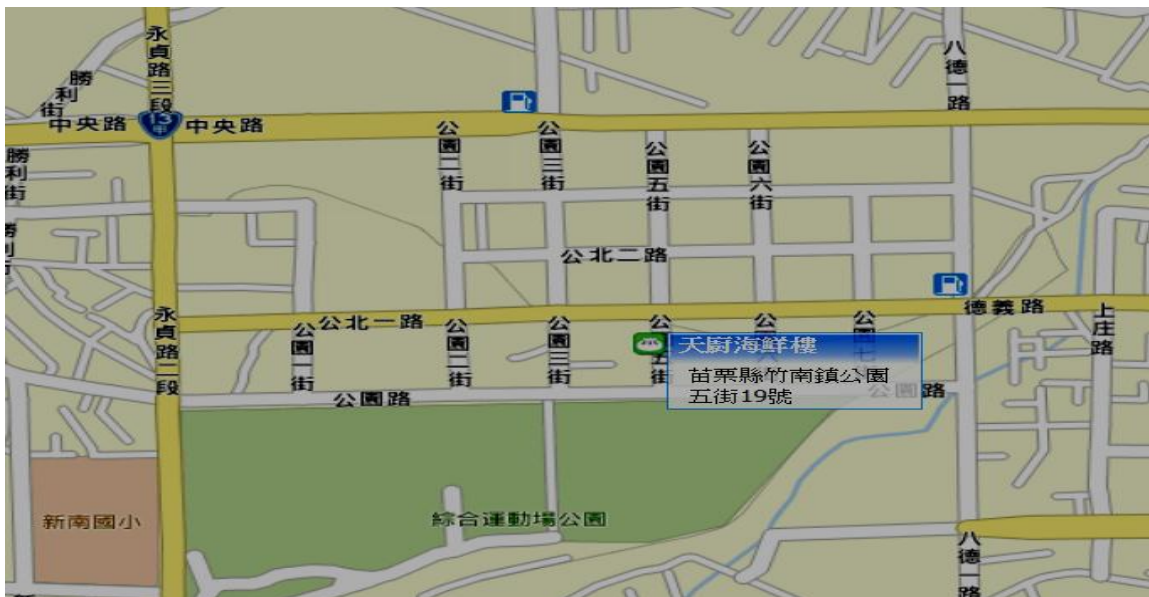 永貞路三段
勝利街
中央路
13甲
中央路
八德一路
勝利街
公園二街
公園三街
公園五街
公園六街
勝利
公北二路
德義路
上庄路
永貞路二段
公北一路
公園一街
公園二街
公園三街
天廚海鮮樓
苗栗縣竹南鎮公園
五街19號
公園路
公園路
新南國小
綜合運動場公園
八德一路